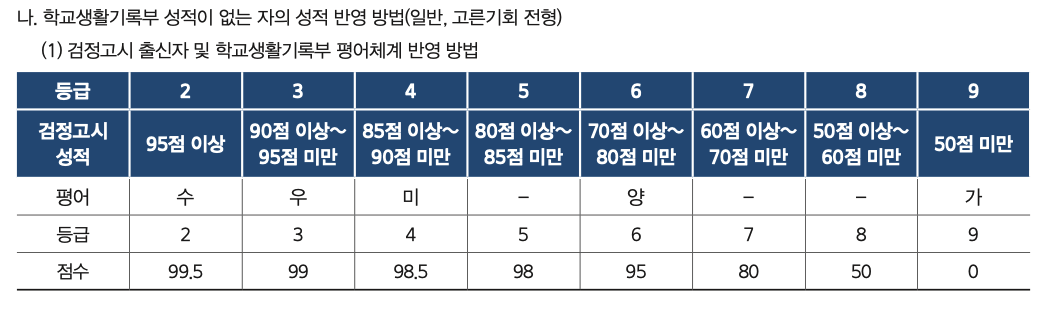 나. 학교생활기록부 성적이 없는 자의 성적 반영 방법(일반, 고른기회 전형)
(1) 검정고시 출신자 및 학교생활기록부 평어체계 반영 방법
등급 2 3 4 5 6 7 8 9
검정고시 성적 95점 이상 90점 이상~ 95점 미만 85점 이상~ 90점 미만 80점 이상~ 85점 미만 70점 이상~ 80점 미만 60점 이상~ 70점 미만 50점 이상~ 60점 미만 50점 미만
평어 수 우 미 – 양 – – 가
등급 2 3 4 5 6 7 8 9
점수 99.5 99 98.5 98 95 80 50 0